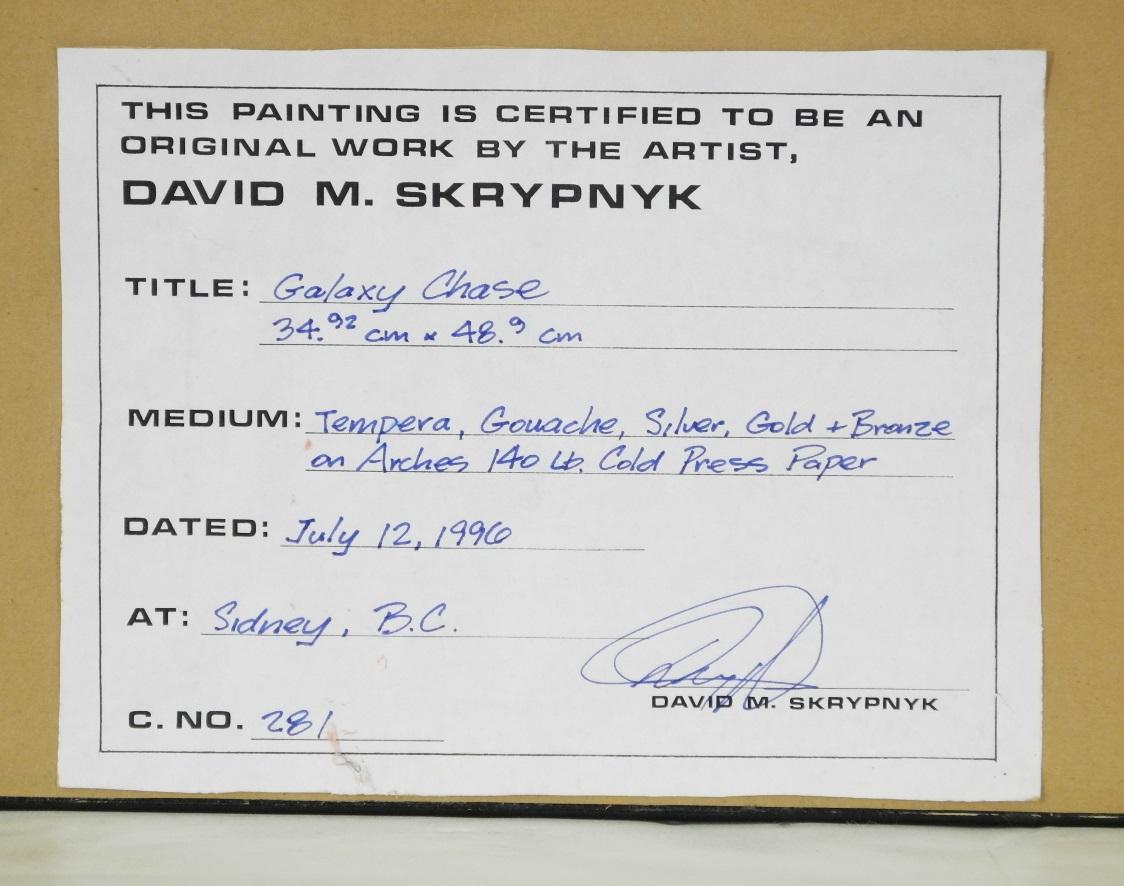 THIS PAINTING IS CERTIFIED TO BE AN
ORIGINAL WORK BY THE ARTIST,
DAVID M. SKRYPNYK
TITLE: Galaxy Chase
34.92 cm x 48.9 cm
MEDIUM: Tempera, Gouache, Silver, Gold + Bronze
on Arches 140 Lb. Cold Press Paper
DATED: July 12, 1996
AT: Sidney, B.C.
DAVID M. SKRYPNYK
C. NO. 281